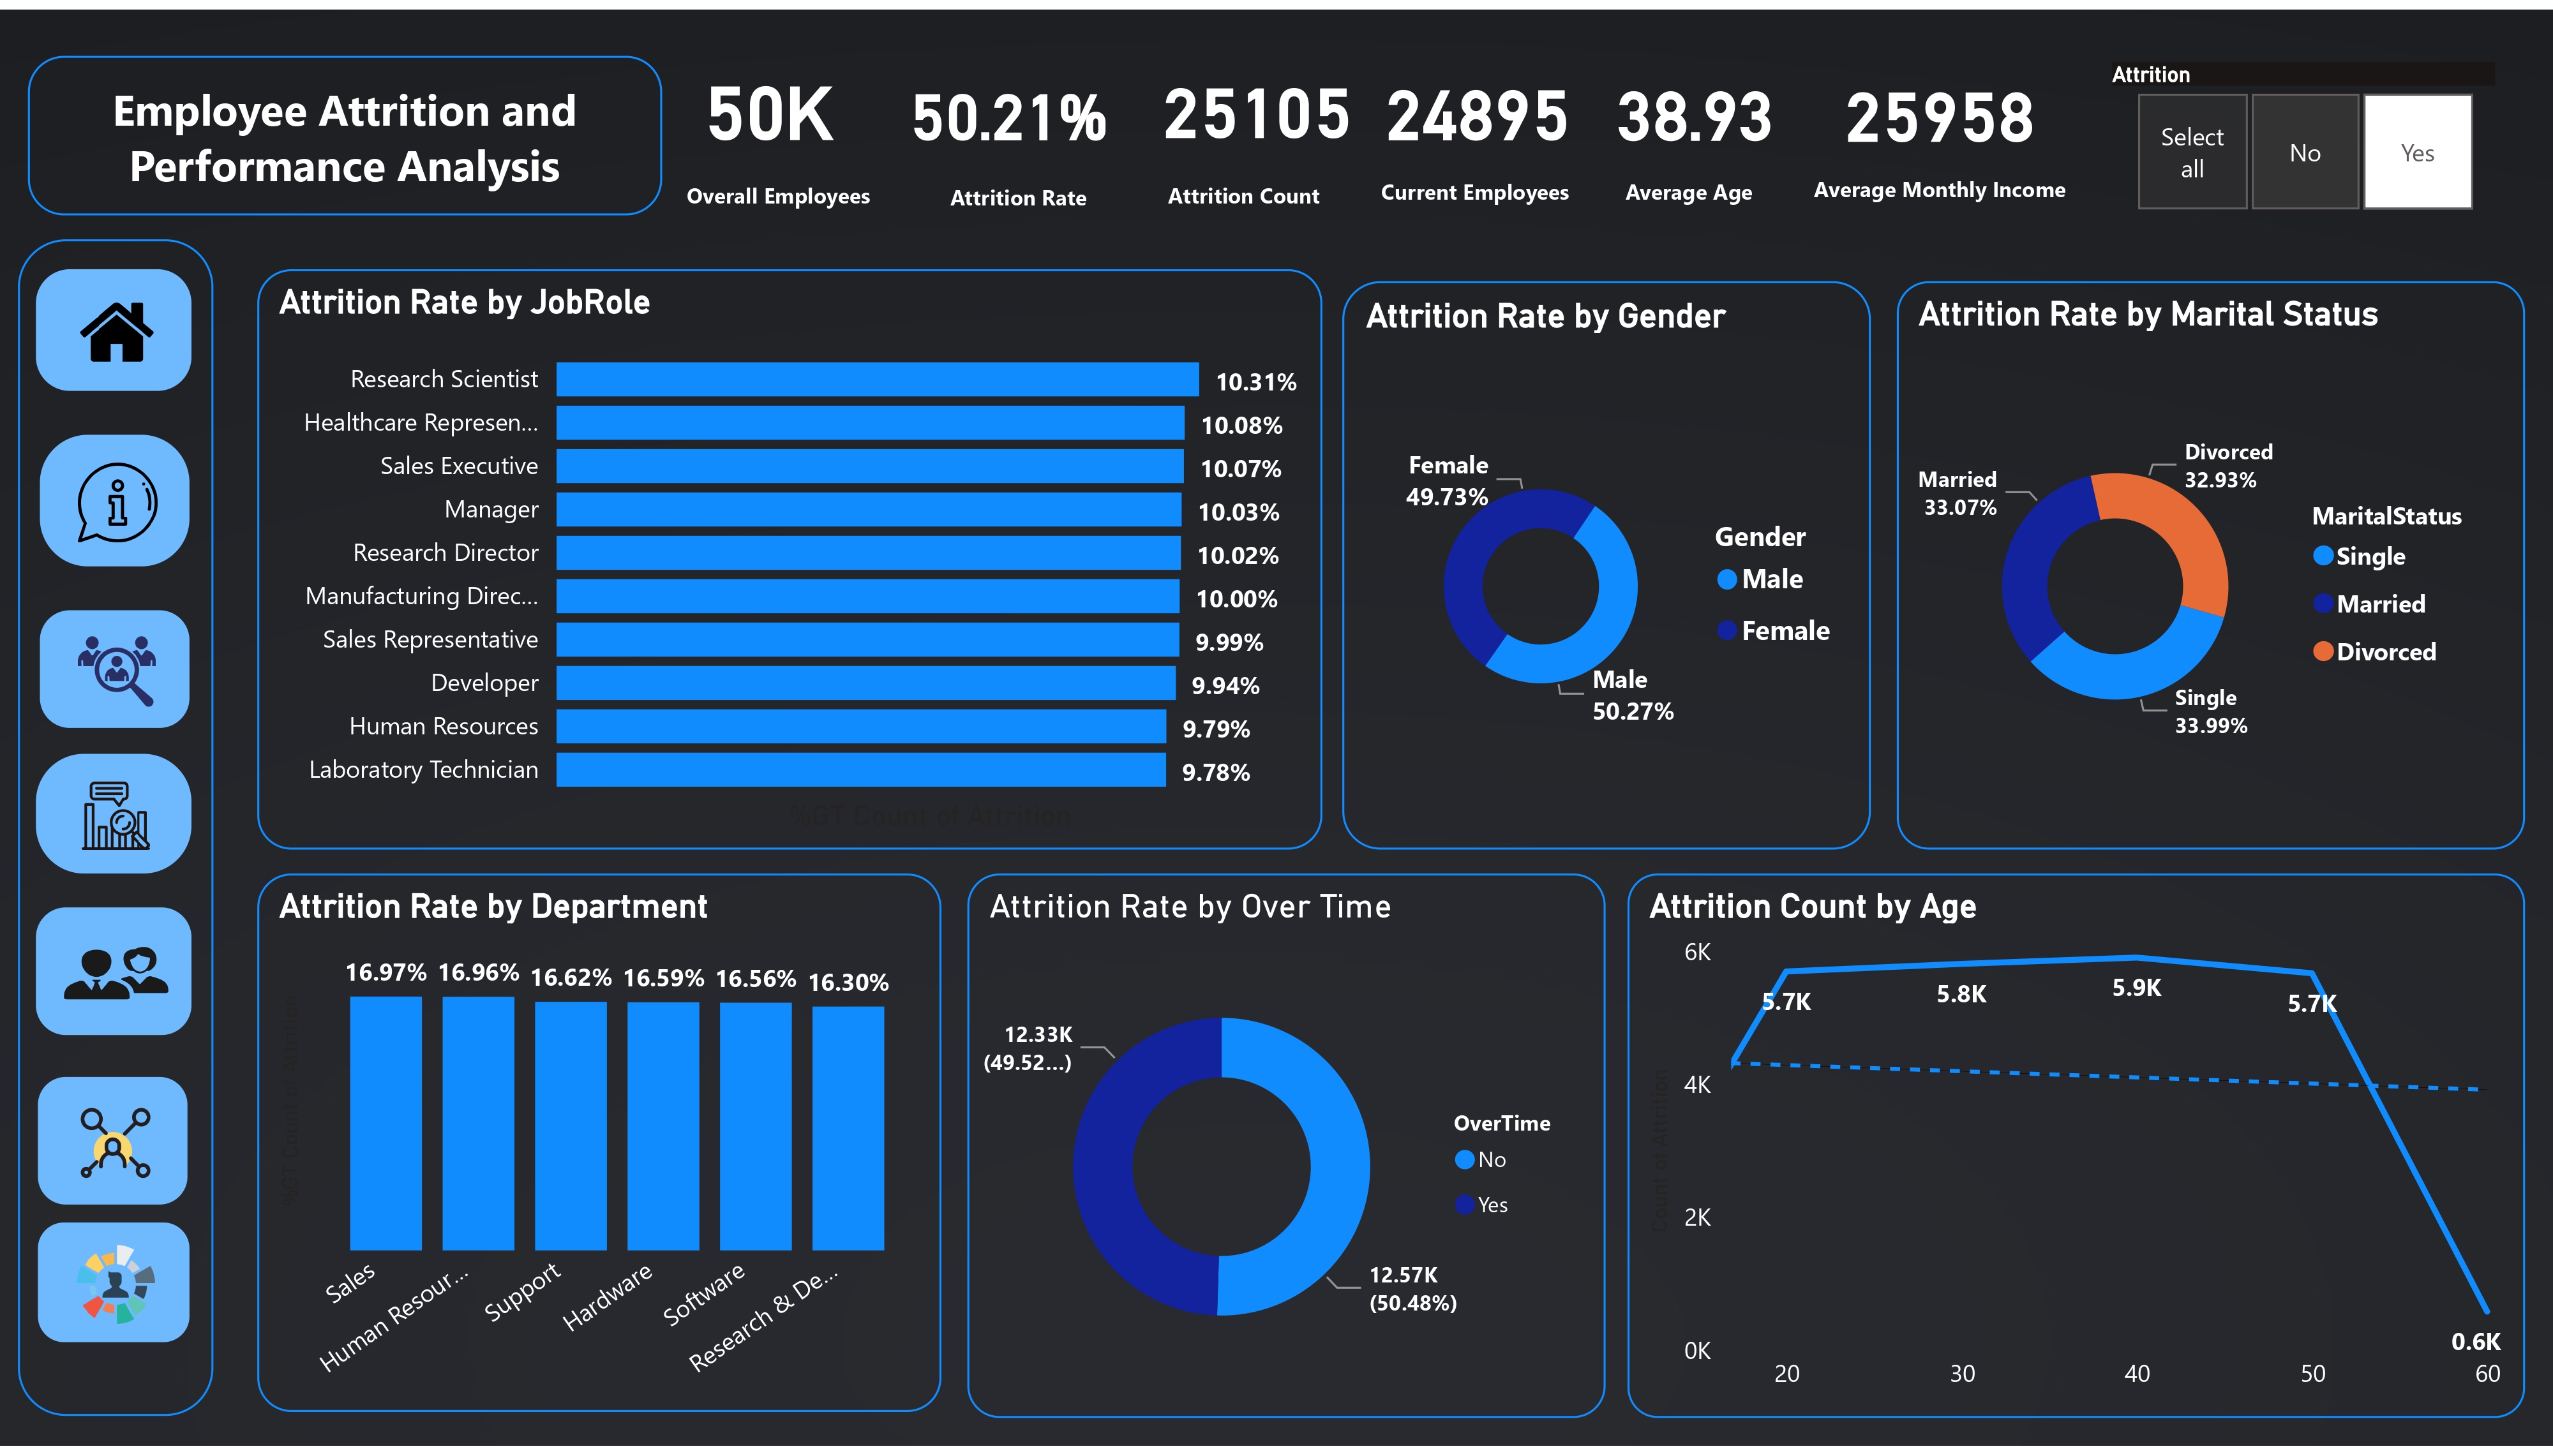 Employee Attrition and
Performance Analysis
50K
Overall Employees
50.21%
Attrition Rate
25105
Attrition Count
24895
Current Employees
38.93
Average Age
25958
Average Monthly Income
Attrition
Select
all
No
Yes
Attrition Rate by JobRole
Research Scientist 10.31%
Healthcare Represen... 10.08%
Sales Executive 10.07%
Manager 10.03%
Research Director 10.02%
Manufacturing Direc... 10.00%
Sales Representative 9.99%
Developer 9.94%
Human Resources 9.79%
Laboratory Technician 9.78%
%GT Count of Attrition
Attrition Rate by Gender
Female
49.73%
Male
50.27%
Gender
Male
Female
Attrition Rate by Marital Status
Married
33.07%
Divorced
32.93%
Single
33.99%
MaritalStatus
Single
Married
Divorced
Attrition Rate by Department
%GT Count of Attrition
16.97% 16.96% 16.62% 16.59% 16.56% 16.30%
Sales
Human Resour...
Support
Hardware
Software
Research & De...
Attrition Rate by Over Time
12.33K
(49.52...)
12.57K
(50.48%)
OverTime
No
Yes
Attrition Count by Age
Count of Attrition
6K
4K
2K
0K
5.7K
5.8K
5.9K
5.7K
0.6K
20 30 40 50 60